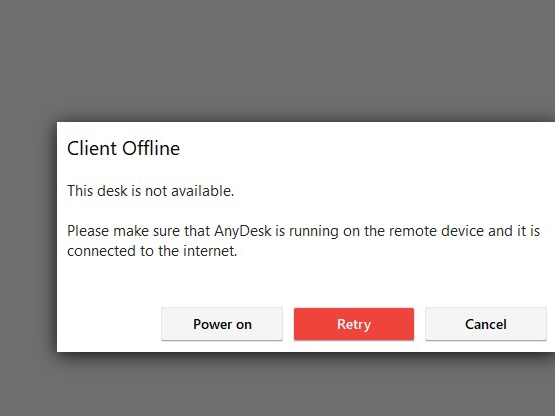 Client Offline
This desk is not available.
Please make sure that AnyDesk is running on the remote device and it is
connected to the internet.
Power on
Retry
Cancel